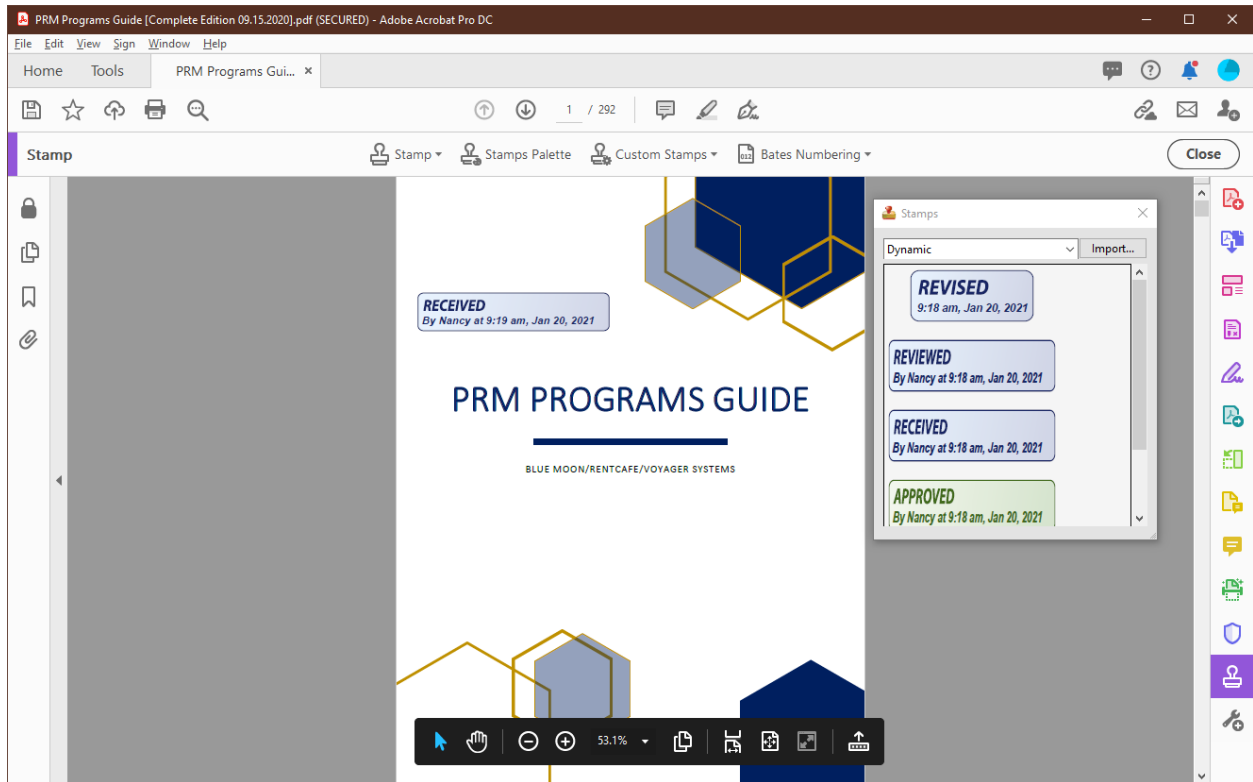 PRM Programs Guide [Complete Edition 09.15.2020].pdf (SECURED) - Adobe Acrobat Pro DC
File Edit View Sign Window Help
Home Tools PRM Programs Gui... ×
1 / 292
Stamp
Stamp Stamps Palette Custom Stamps 012 Bates Numbering
Close
RECEIVED
By Nancy at 9:19 am, Jan 20, 2021
PRM PROGRAMS GUIDE
BLUE MOON/RENTCAFE/VOYAGER SYSTEMS
Stamps
Dynamic Import...
REVISED
9:18 am, Jan 20, 2021
REVIEWED
By Nancy at 9:18 am, Jan 20, 2021
RECEIVED
By Nancy at 9:18 am, Jan 20, 2021
APPROVED
By Nancy at 9:18 am, Jan 20, 2021
53.1%